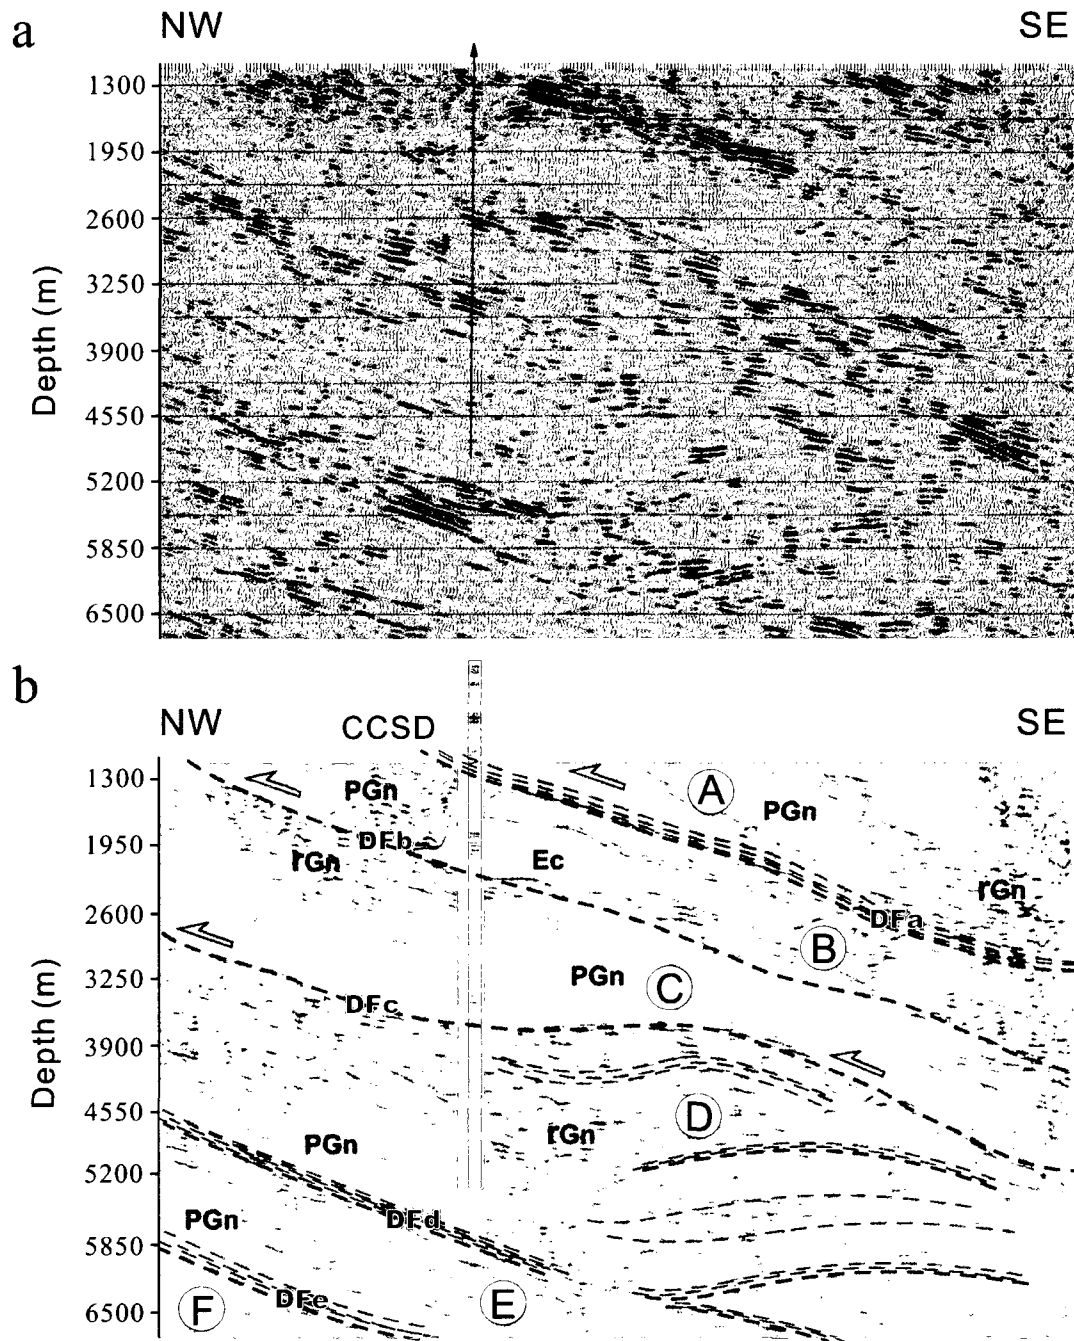 a
NW SE
1300
1950
2600
3250
3900
4550
5200
5850
6500
Depth (m)
b
NW CCSD SE
1300
1950
2600
3250
3900
4550
5200
5850
6500
Depth (m)
PGn A PGn
DFb
rGn Ec rGn
DFa
B
PGn C
DFc
D
PGn rGn
PGn DFd
F DFe E